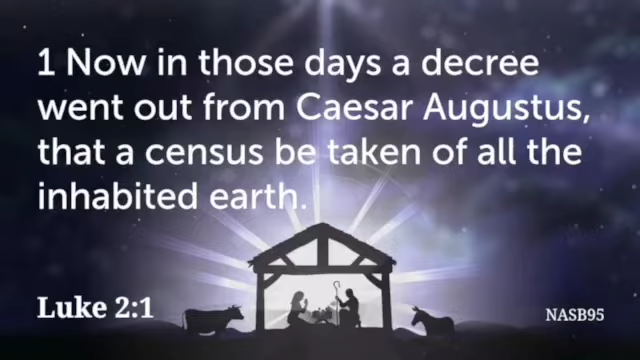 1 Now in those days a decree
went out from Caesar Augustus,
that a census be taken of all the
inhabited earth.
Luke 2:1
NASB95